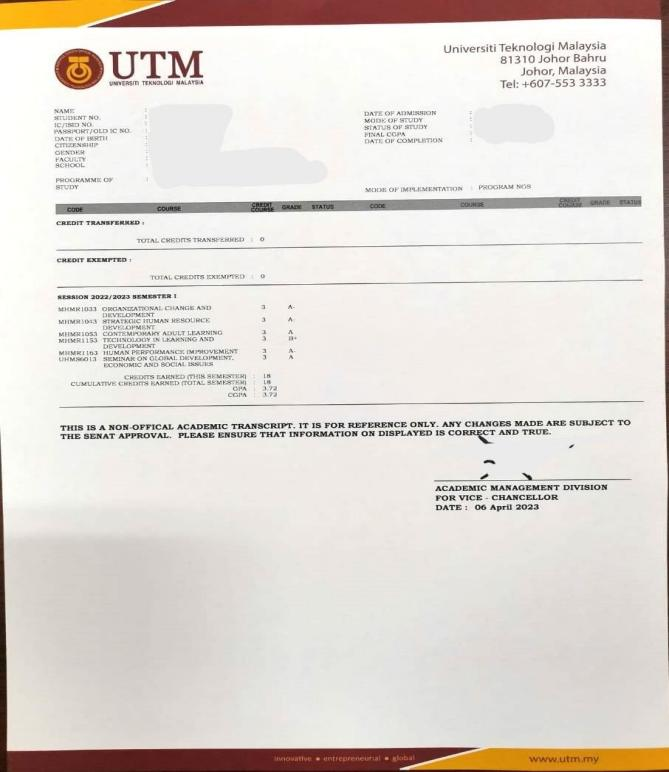 UTM
UNIVERSITI TEKNOLOGI MALAYSIA
Universiti Teknologi Malaysia
81310 Johor Bahru
Johor, Malaysia
Tel: +607-553 3333
NAME :
STUDENT NO. :
IC/ISID NO. :
PASSPORT/OLD IC NO. :
DATE OF BIRTH :
CITIZENSHIP :
GENDER :
FACULTY :
SCHOOL :
PROGRAMME OF :
STUDY
DATE OF ADMISSION :
MODE OF STUDY :
STATUS OF STUDY :
FINAL CGPA :
DATE OF COMPLETION :
MODE OF IMPLEMENTATION : PROGRAM NGS
CODE COURSE CREDIT COURSE GRADE STATUS CODE COURSE CREDIT COURSE GRADE STATUS
CREDIT TRANSFERRED :
TOTAL CREDITS TRANSFERRED : 0
CREDIT EXEMPTED :
TOTAL CREDITS EXEMPTED : 0
SESSION 2022/2023 SEMESTER I
MHMR1033 ORGANIZATIONAL CHANGE AND 3 A-
DEVELOPMENT
MHMR1043 STRATEGIC HUMAN RESOURCE 3 A-
DEVELOPMENT
MHMR1053 CONTEMPORARY ADULT LEARNING 3 A
MHMR1153 TECHNOLOGY IN LEARNING AND 3 B+
DEVELOPMENT
MHMR1163 HUMAN PERFORMANCE IMPROVEMENT 3 A-
UHMS6013 SEMINAR ON GLOBAL DEVELOPMENT, 3 A
ECONOMIC AND SOCIAL ISSUES
CREDITS EARNED (THIS SEMESTER) : 18
CUMULATIVE CREDITS EARNED (TOTAL SEMESTER) : 18
GPA : 3.72
CGPA : 3.72
THIS IS A NON-OFFICAL ACADEMIC TRANSCRIPT. IT IS FOR REFERENCE ONLY. ANY CHANGES MADE ARE SUBJECT TO
THE SENAT APPROVAL. PLEASE ENSURE THAT INFORMATION ON DISPLAYED IS CORRECT AND TRUE.
ACADEMIC MANAGEMENT DIVISION
FOR VICE - CHANCELLOR
DATE : 06 April 2023
innovative ● entrepreneurial ● global
www.utm.my